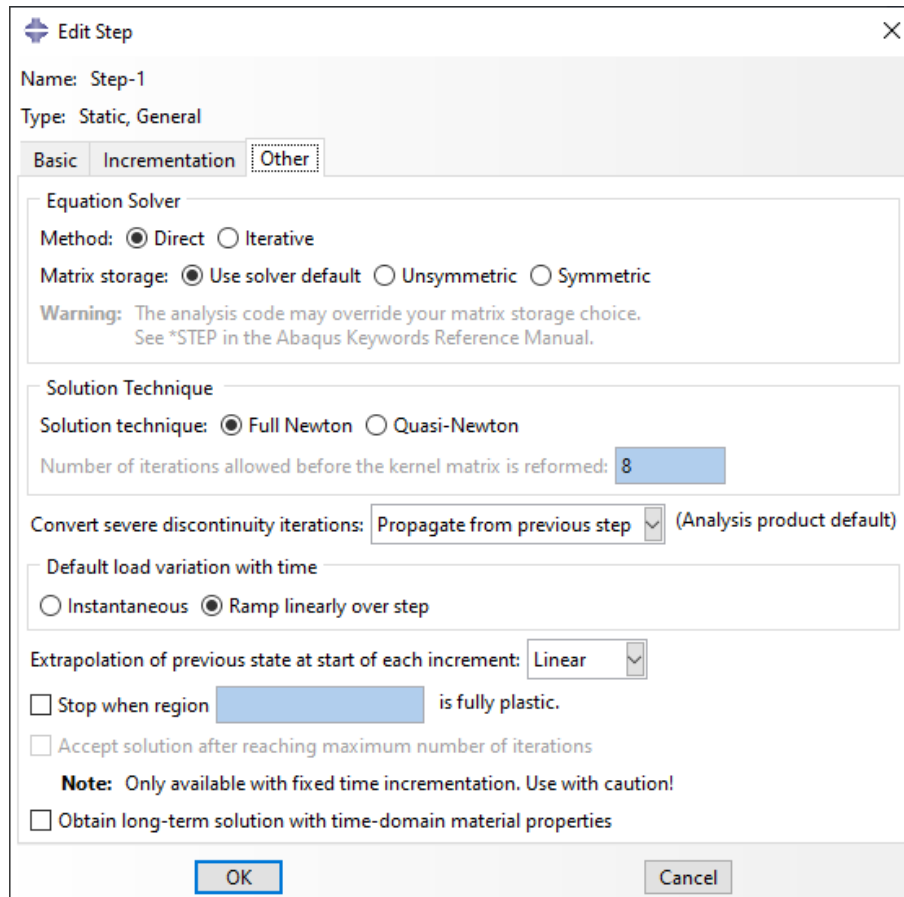 Edit Step
Name: Step-1
Type: Static, General
Basic Incrementation Other
Equation Solver
Method: Direct Iterative
Matrix storage: Use solver default Unsymmetric Symmetric
Warning: The analysis code may override your matrix storage choice.
See *STEP in the Abaqus Keywords Reference Manual.
Solution Technique
Solution technique: Full Newton Quasi-Newton
Number of iterations allowed before the kernel matrix is reformed: 8
Convert severe discontinuity iterations: Propagate from previous step (Analysis product default)
Default load variation with time
Instantaneous Ramp linearly over step
Extrapolation of previous state at start of each increment: Linear
Stop when region is fully plastic.
Accept solution after reaching maximum number of iterations
Note: Only available with fixed time incrementation. Use with caution!
Obtain long-term solution with time-domain material properties
OK Cancel